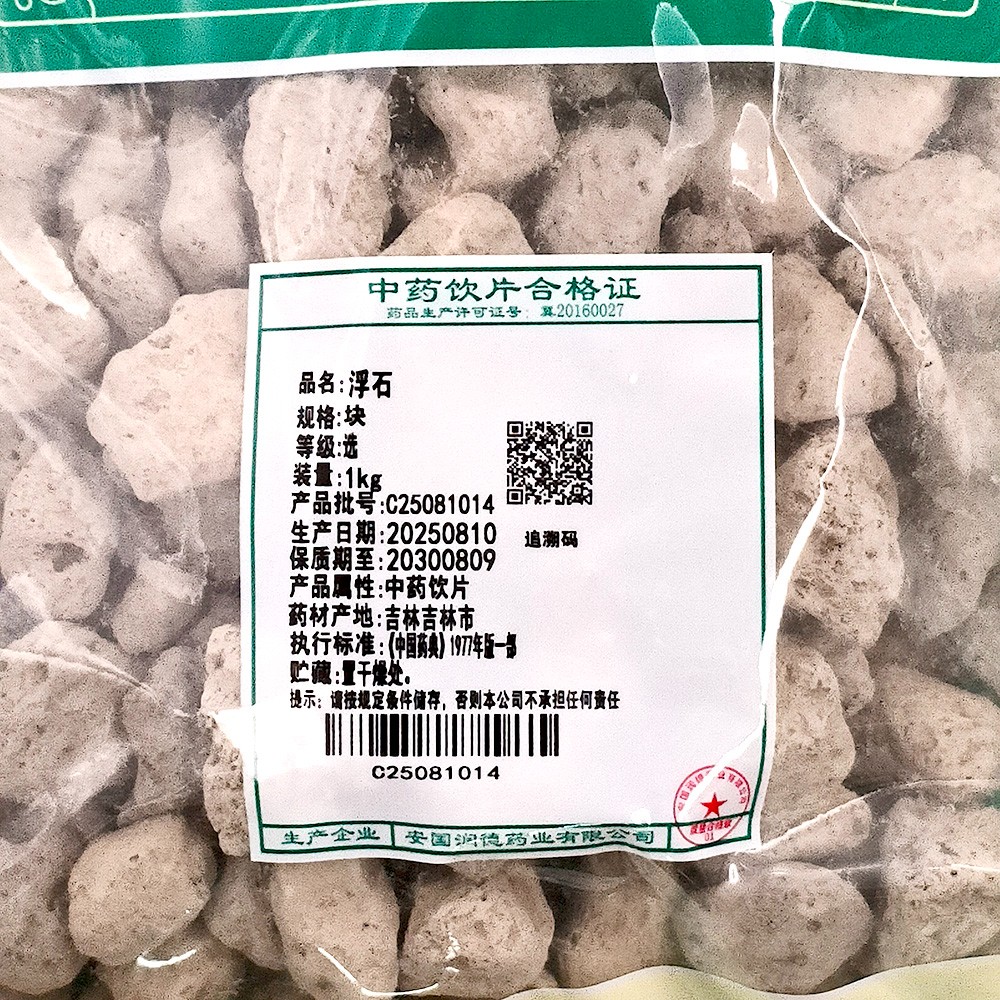 中药饮片合格证
药品生产许可证号：冀20160027
品名:浮石
规格:块
等级:选
装量:1kg
产品批号:C25081014
生产日期:20250810
追溯码
保质期至:20300809
产品属性:中药饮片
药材产地:吉林吉林市
执行标准:《中国药典》1977年版一部
贮藏:置干燥处。
提示：请按规定条件储存，否则本公司不承担任何责任
C25081014
生产企业 安国润德药业有限公司
01